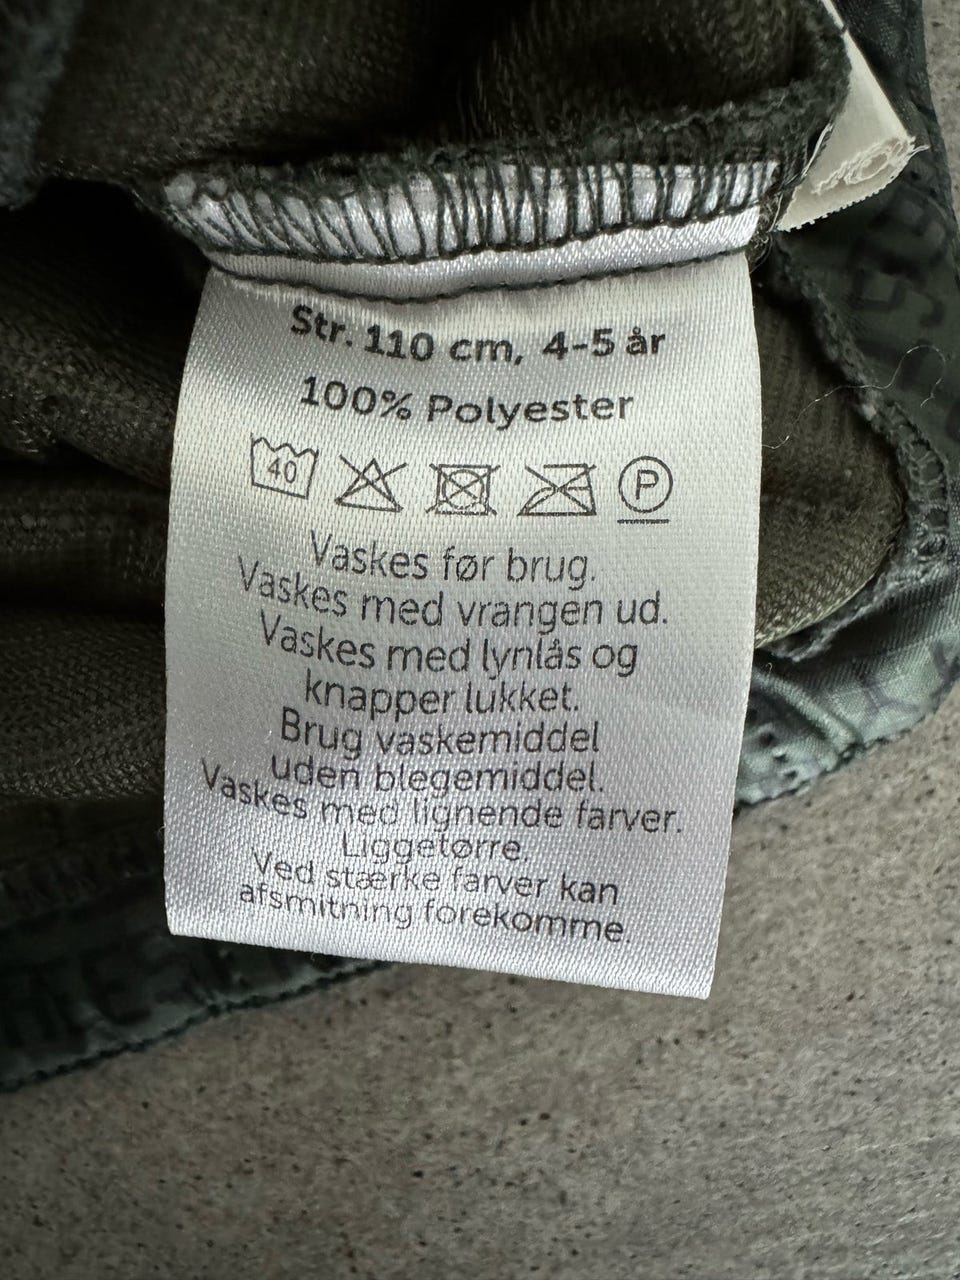 Str. 110 cm, 4-5 år
100% Polyester
40 P
Vaskes før brug.
Vaskes med vrangen ud.
Vaskes med lynlås og
knapper lukket.
Brug vaskemiddel
uden blegemiddel.
Vaskes med lignende farver.
Liggetørre.
Ved stærke farver kan
afsmitning forekomme.